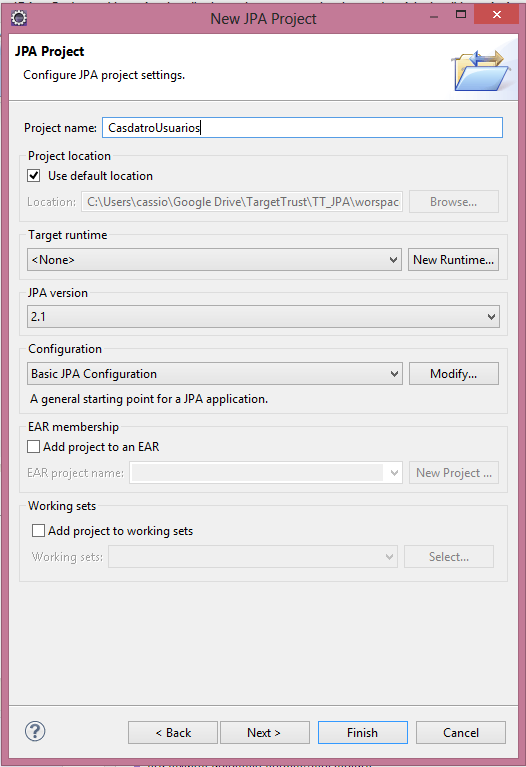 New JPA Project
JPA Project
Configure JPA project settings.
Project name: CasdatroUsuarios
Project location
Use default location
Location: C:\Users\cassio\Google Drive\TargetTrust\TT_JPA\worspac Browse...
Target runtime
<None> New Runtime...
JPA version
2.1
Configuration
Basic JPA Configuration Modify...
A general starting point for a JPA application.
EAR membership
Add project to an EAR
EAR project name: New Project ...
Working sets
Add project to working sets
Working sets: Select...
? < Back Next > Finish Cancel